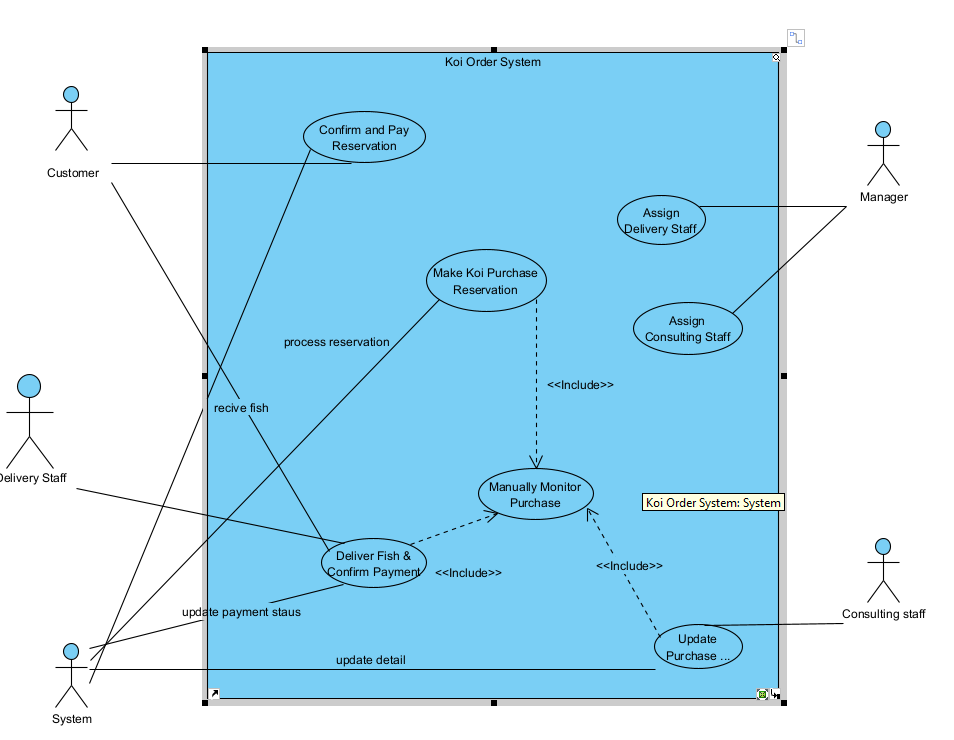 Koi Order System
Confirm and Pay
Reservation
Customer
Manager
Assign
Delivery Staff
Make Koi Purchase
Reservation
Assign
Consulting Staff
process reservation
<<Include>>
recive fish
Delivery Staff
Manually Monitor
Purchase
Koi Order System: System
Deliver Fish &
Confirm Payment
<<Include>>
<<Include>>
update payment staus
Consulting staff
Update
Purchase ...
update detail
System